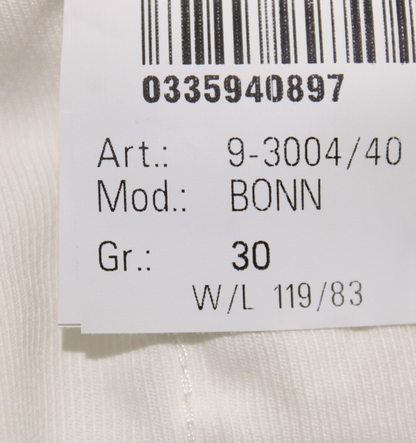 0335940897
Art.: 9-3004/40
Mod.: BONN
Gr.: 30
W/L 119/83